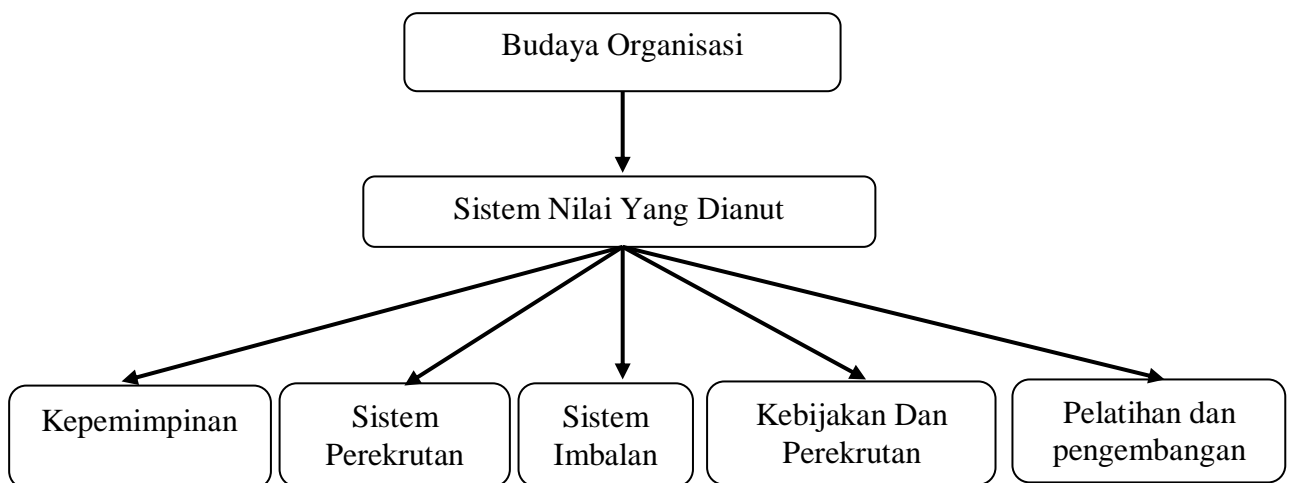 Budaya Organisasi
Sistem Nilai Yang Dianut
Kepemimpinan
Sistem
Perekrutan
Sistem
Imbalan
Kebijakan Dan
Perekrutan
Pelatihan dan
pengembangan